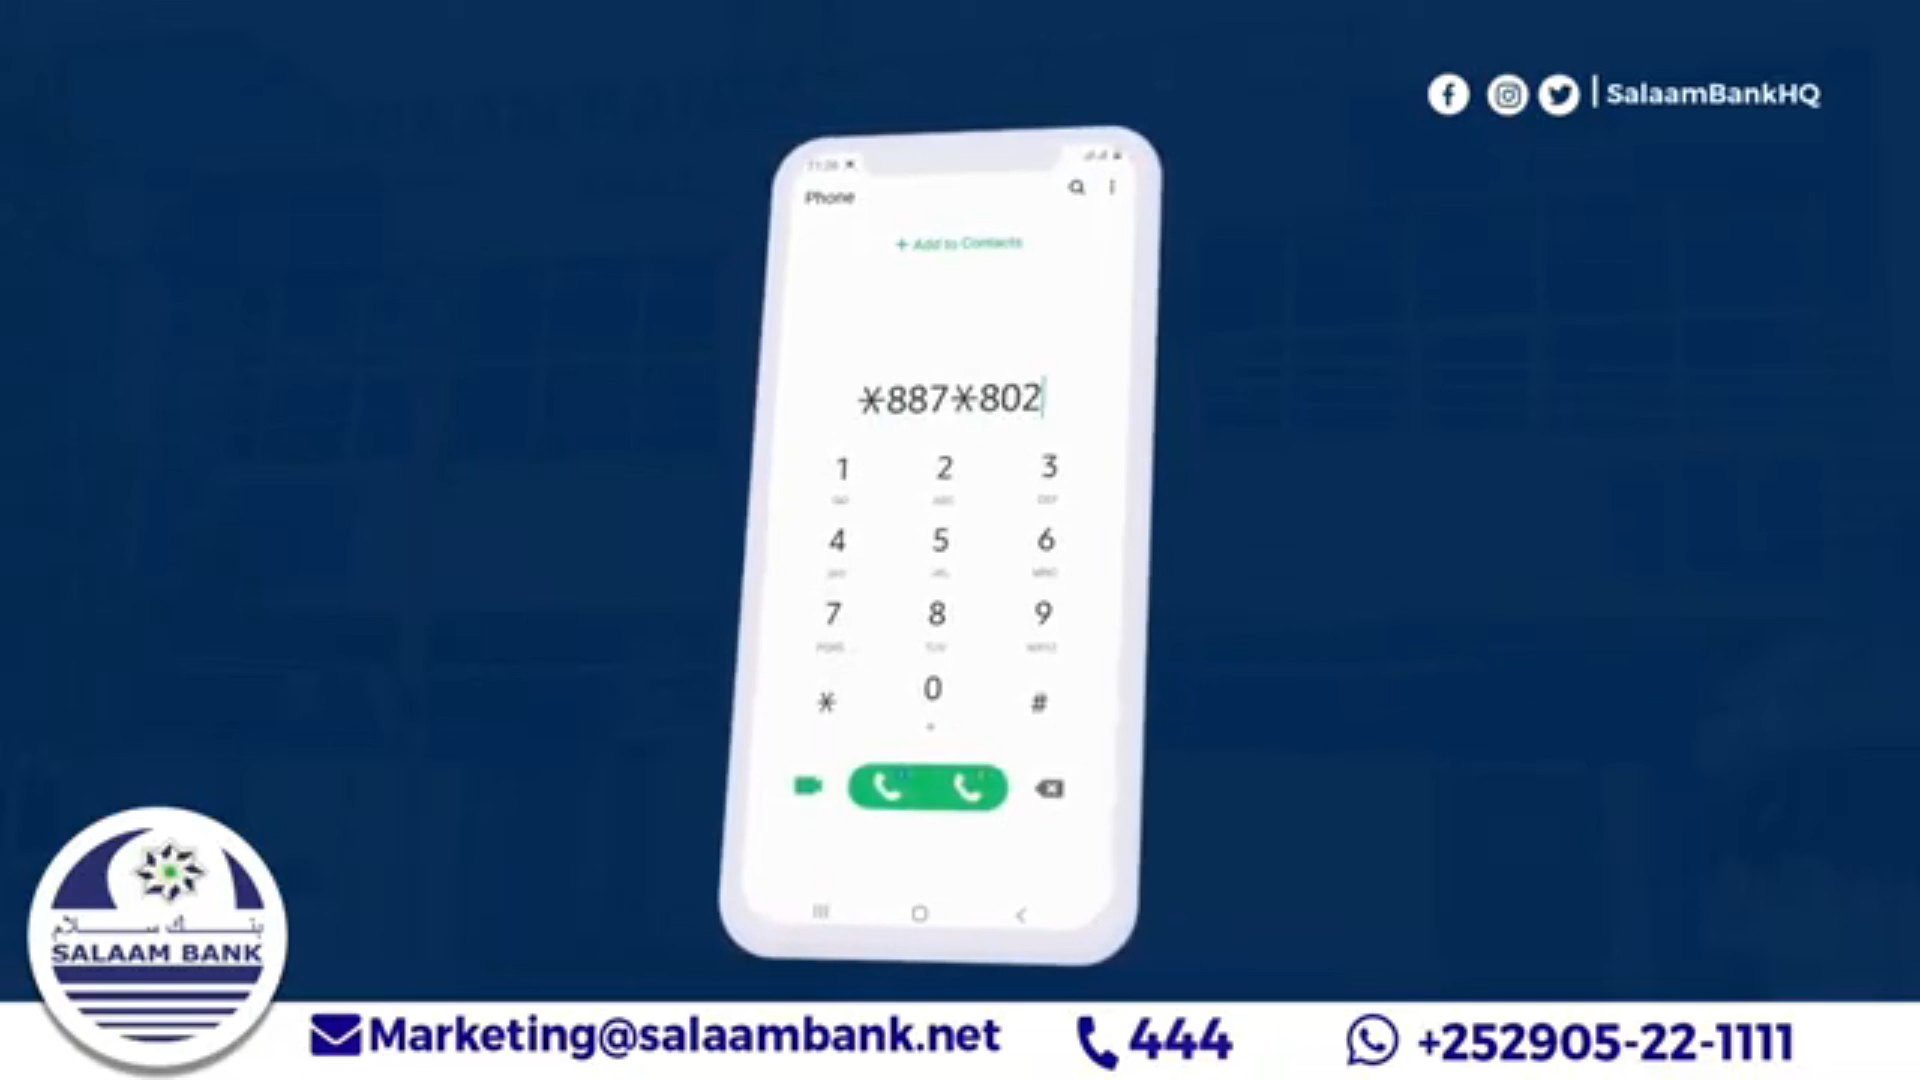 SalaamBankHQ
Phone
+ Add to Contacts
*887*802
1 2 3
4 5 6
7 8 9
* 0 #
بنك سلام
SALAAM BANK
Marketing@salaambank.net
444
+252905-22-1111